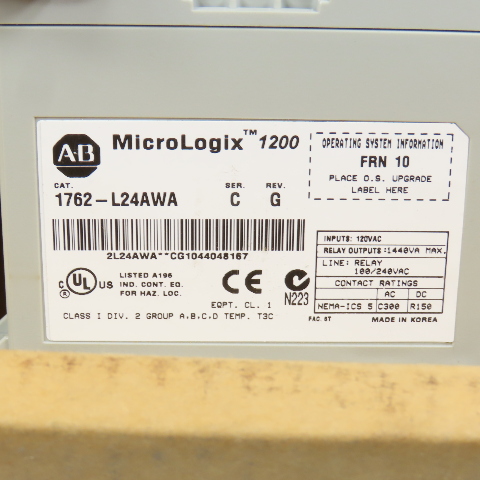 A-B MicroLogix™ 1200
OPERATING SYSTEM INFORMATION
FRN 10
PLACE O.S. UPGRADE
LABEL HERE
CAT. SER. REV.
1762-L24AWA C G
2L24AWA**CG1044048167
INPUTS: 120VAC
RELAY OUTPUTS:1440VA MAX.
LINE: RELAY
100/240VAC
CONTACT RATINGS
AC DC
NEMA-ICS 5 C300 R150
C UL US
LISTED A196
IND. CONT. EQ.
FOR HAZ. LOC.
CE
N223
EQPT. CL. 1
CLASS I DIV. 2 GROUP A,B,C,D TEMP. T3C
FAC. 6T MADE IN KOREA